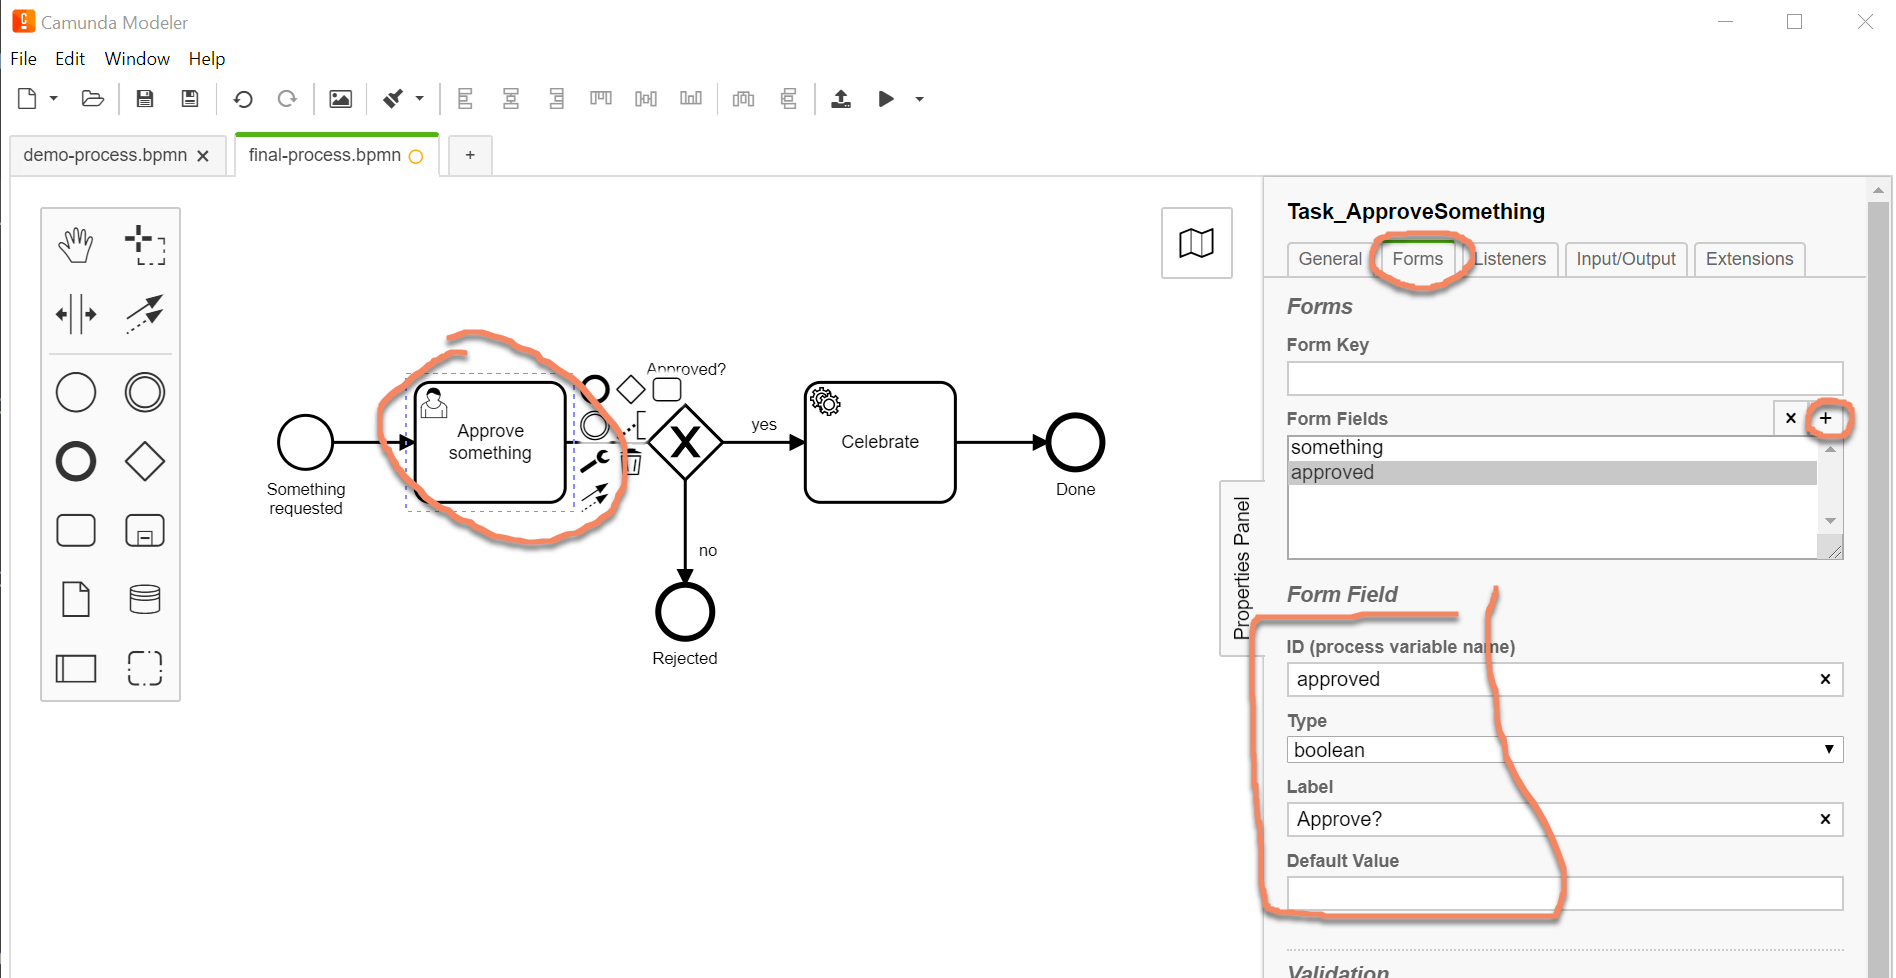 Camunda Modeler
File Edit Window Help
demo-process.bpmn
final-process.bpmn
+
Task_ApproveSomething
General Forms Listeners Input/Output Extensions
Forms
Form Key
Form Fields
something
approved
Form Field
ID (process variable name)
approved
Type
boolean
Label
Approve?
Default Value
Validation
Properties Panel
Something
requested
Approve
something
Approved?
yes
Celebrate
Done
no
Rejected